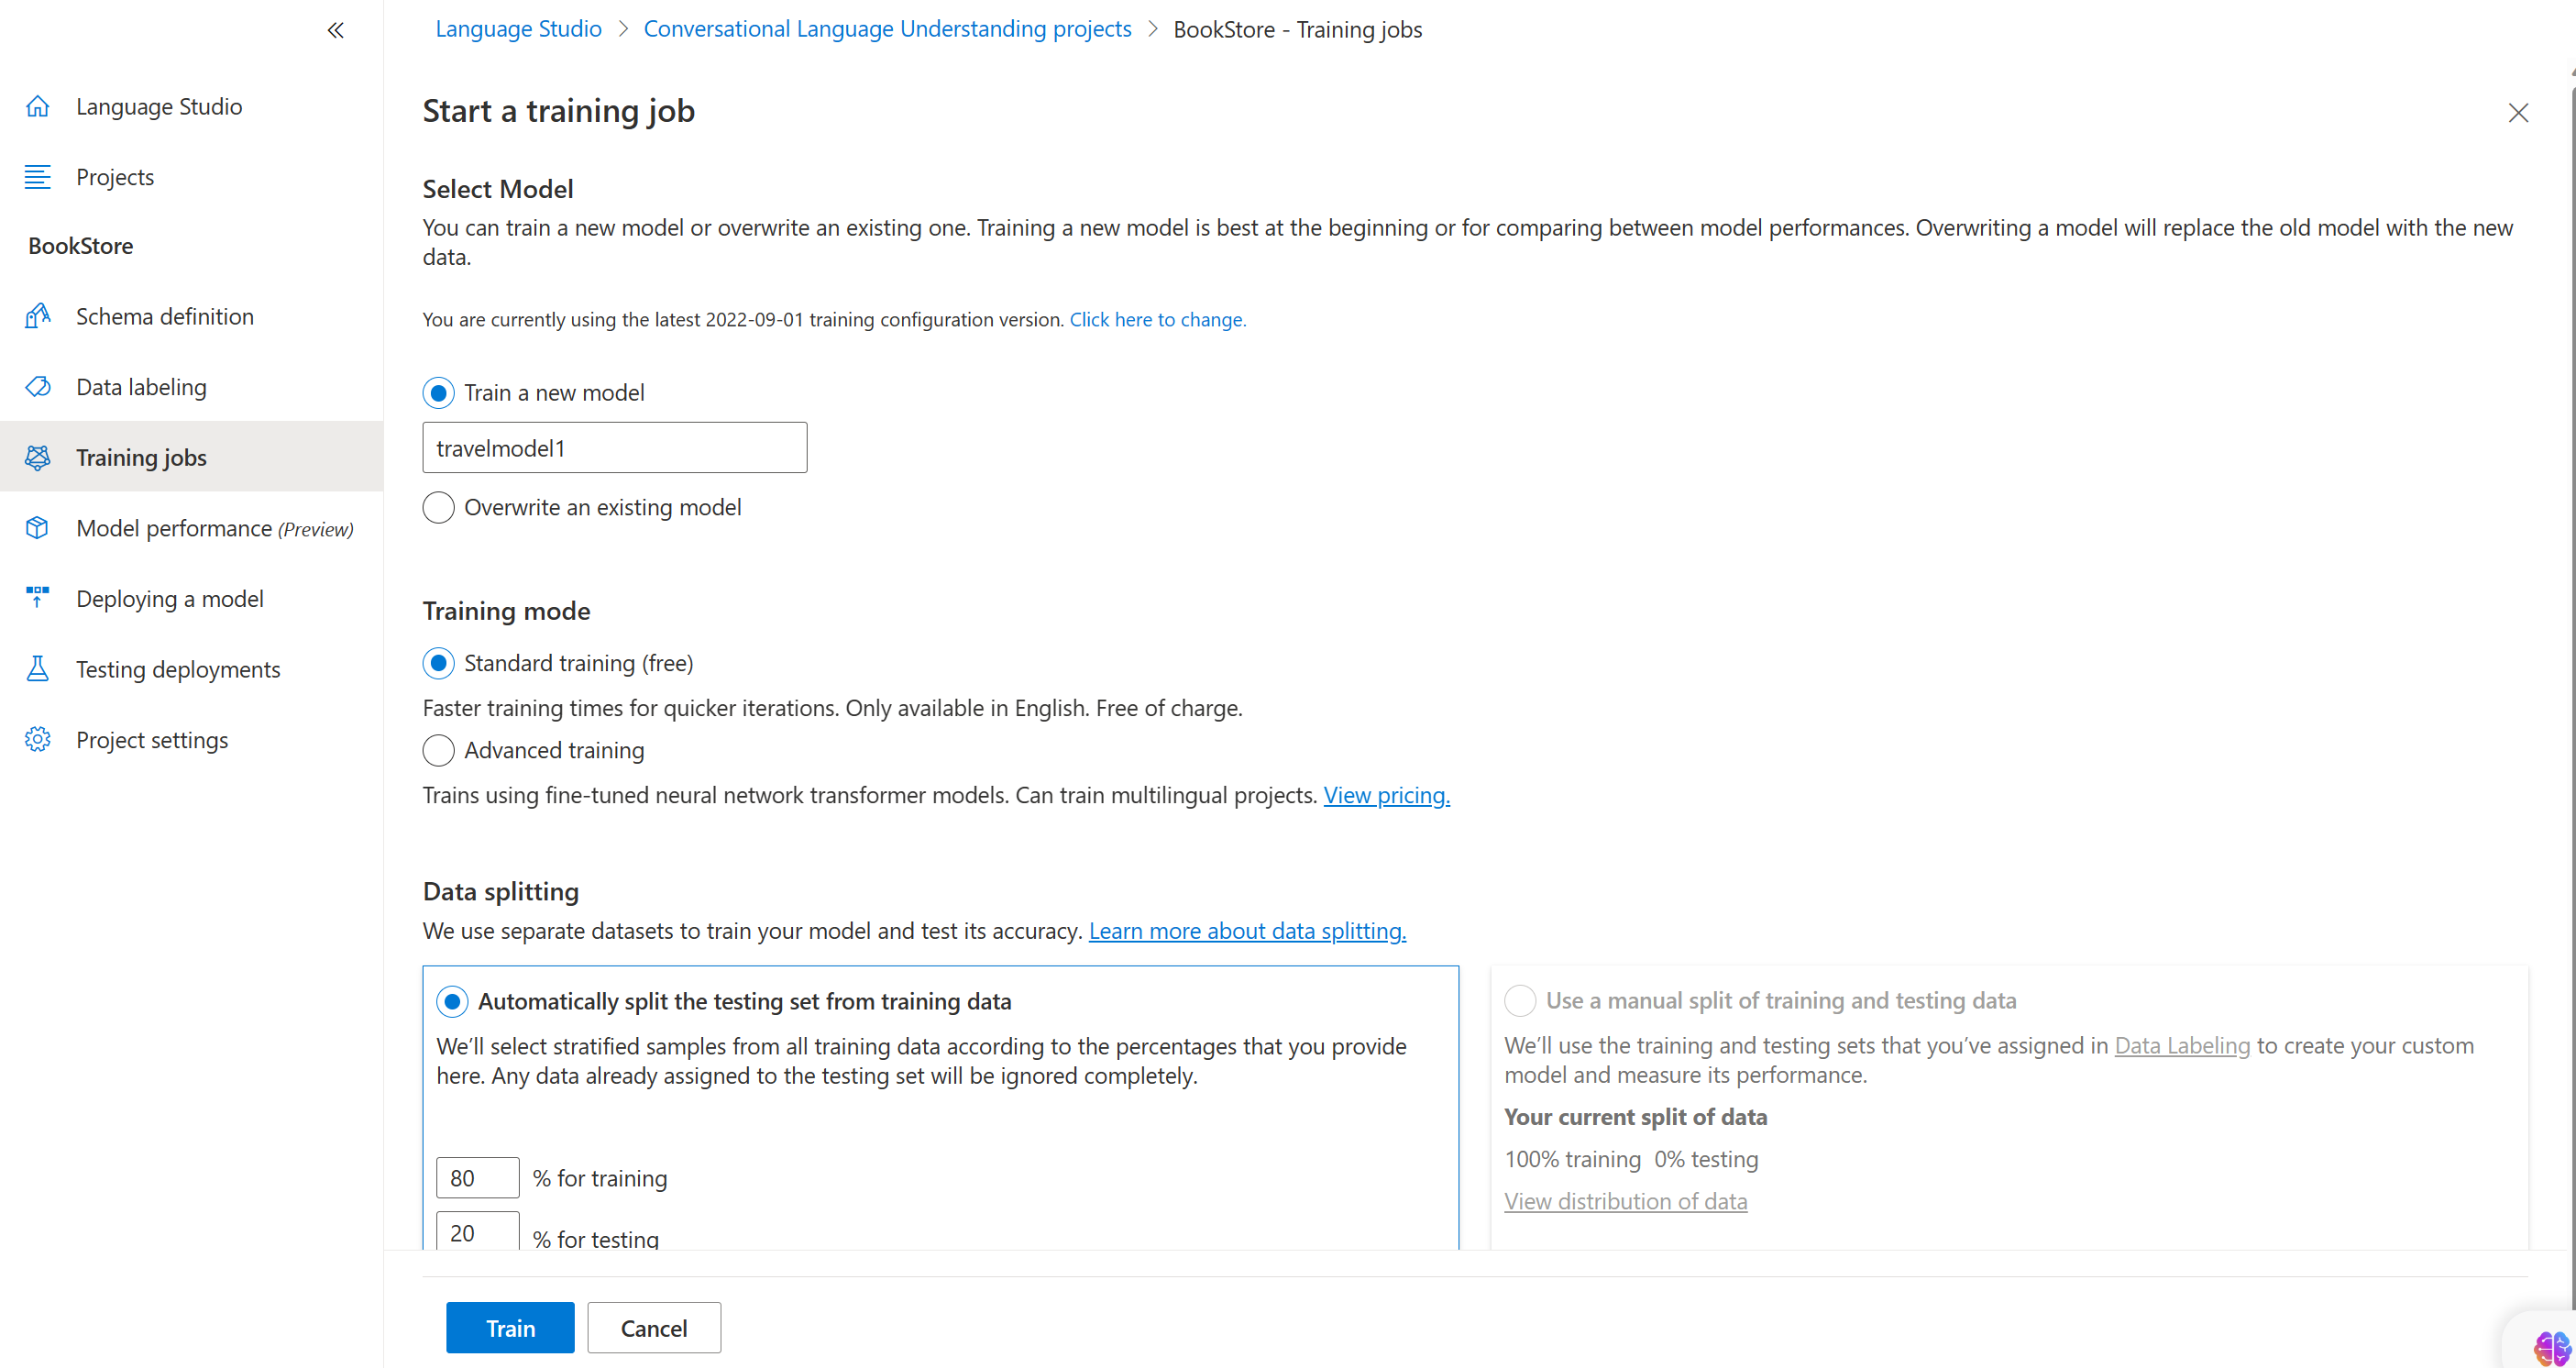 Language Studio > Conversational Language Understanding projects > BookStore - Training jobs
Language Studio
Projects
BookStore
Schema definition
Data labeling
Training jobs
Model performance (Preview)
Deploying a model
Testing deployments
Project settings
Start a training job
Select Model
You can train a new model or overwrite an existing one. Training a new model is best at the beginning or for comparing between model performances. Overwriting a model will replace the old model with the new
data.
You are currently using the latest 2022-09-01 training configuration version. Click here to change.
Train a new model
travelmodel1
Overwrite an existing model
Training mode
Standard training (free)
Faster training times for quicker iterations. Only available in English. Free of charge.
Advanced training
Trains using fine-tuned neural network transformer models. Can train multilingual projects. View pricing.
Data splitting
We use separate datasets to train your model and test its accuracy. Learn more about data splitting.
Automatically split the testing set from training data
We’ll select stratified samples from all training data according to the percentages that you provide
here. Any data already assigned to the testing set will be ignored completely.
80 % for training
20 % for testing
Use a manual split of training and testing data
We’ll use the training and testing sets that you’ve assigned in Data Labeling to create your custom
model and measure its performance.
Your current split of data
100% training 0% testing
View distribution of data
Train
Cancel